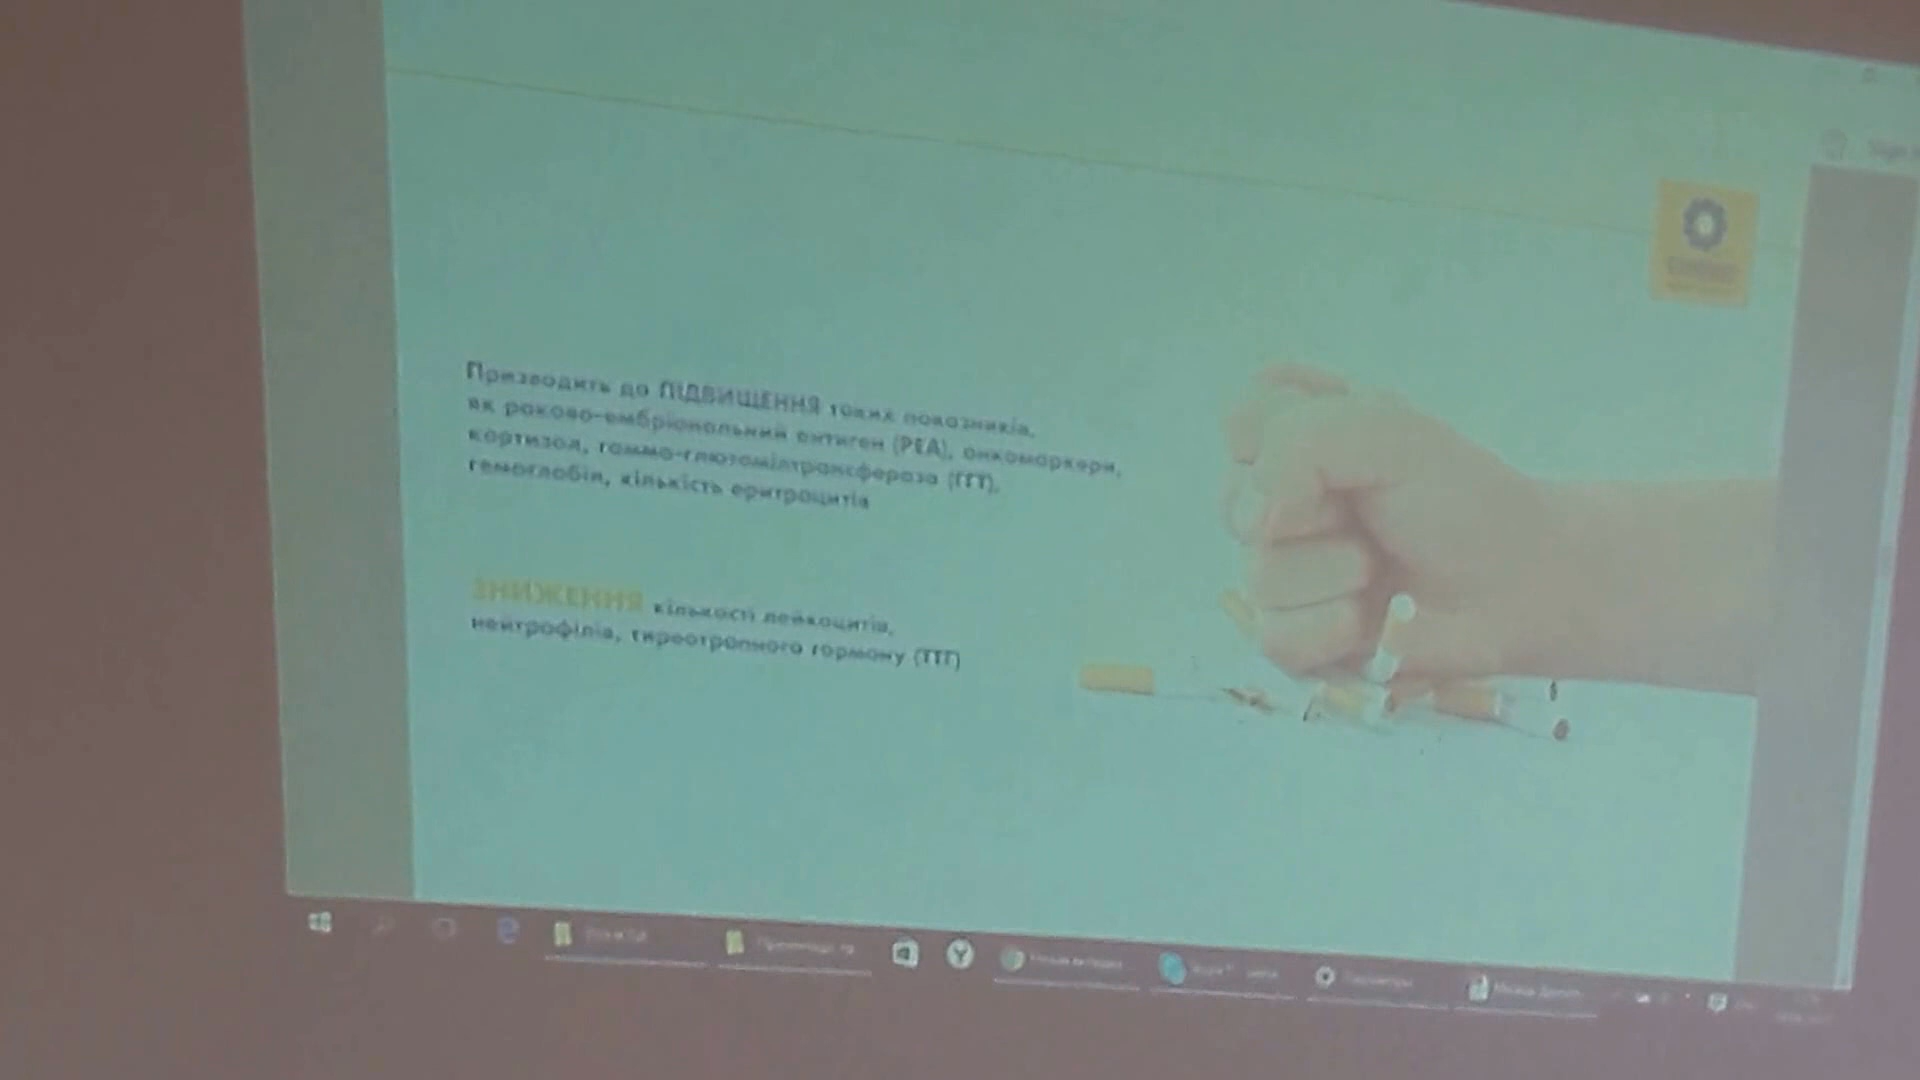 Призводить до ПІДВИЩЕННЯ таких показників,
як раково-ембріональний антиген (РЕА), онкомаркери,
кортизол, гамма-глютамілтрансфераза (ГГТ),
гемоглобін, кількість еритроцитів
ЗНИЖЕННЯ кількості лейкоцитів,
нейтрофілів, тиреотропного гормону (ТТГ)